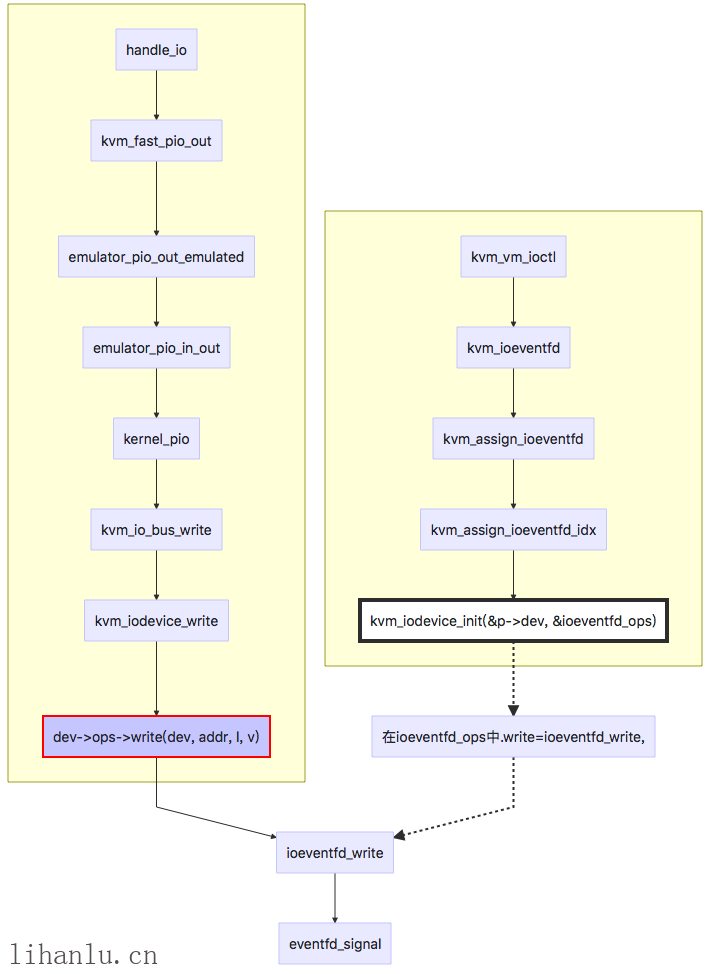 handle_io
kvm_fast_pio_out
emulator_pio_out_emulated
emulator_pio_in_out
kernel_pio
kvm_io_bus_write
kvm_iodevice_write
dev->ops->write(dev, addr, l, v)
kvm_vm_ioctl
kvm_ioeventfd
kvm_assign_ioeventfd
kvm_assign_ioeventfd_idx
kvm_iodevice_init(&p->dev, &ioeventfd_ops)
在ioeventfd_ops中.write=ioeventfd_write,
ioeventfd_write
eventfd_signal
lihanlu.cn